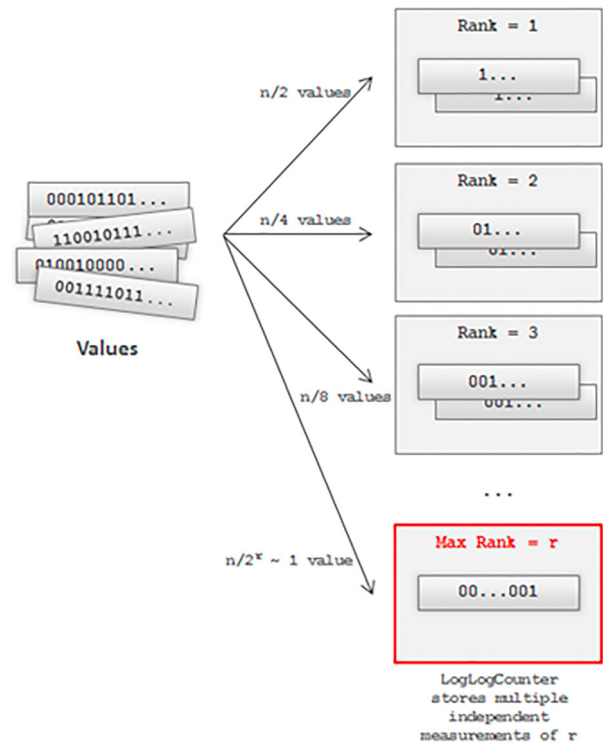 Rank = 1
1...
1...
n/2 values
Rank = 2
01...
01...
n/4 values
000101101...
110010111...
010010000...
001111011...
Values
Rank = 3
001...
001...
n/8 values
...
Max Rank = r
00...001
n/2^r ~ 1 value
LogLogCounter
stores multiple
independent
measurements of r